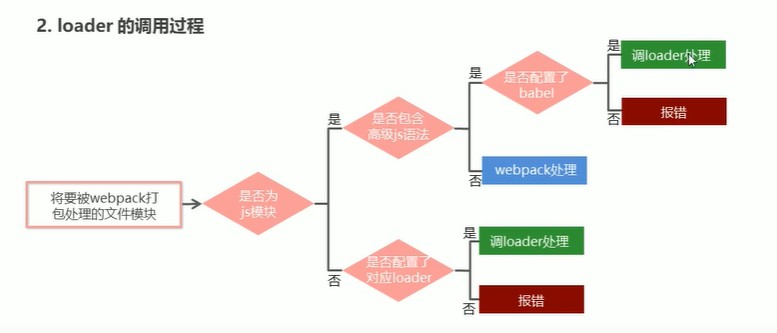 2. loader 的调用过程
将要被webpack打
包处理的文件模块
是否为
js模块
是
否
是否包含
高级js语法
是
否
是否配置了
babel
是
否
调loader处理
报错
webpack处理
是否配置了
对应loader
是
否
调loader处理
报错